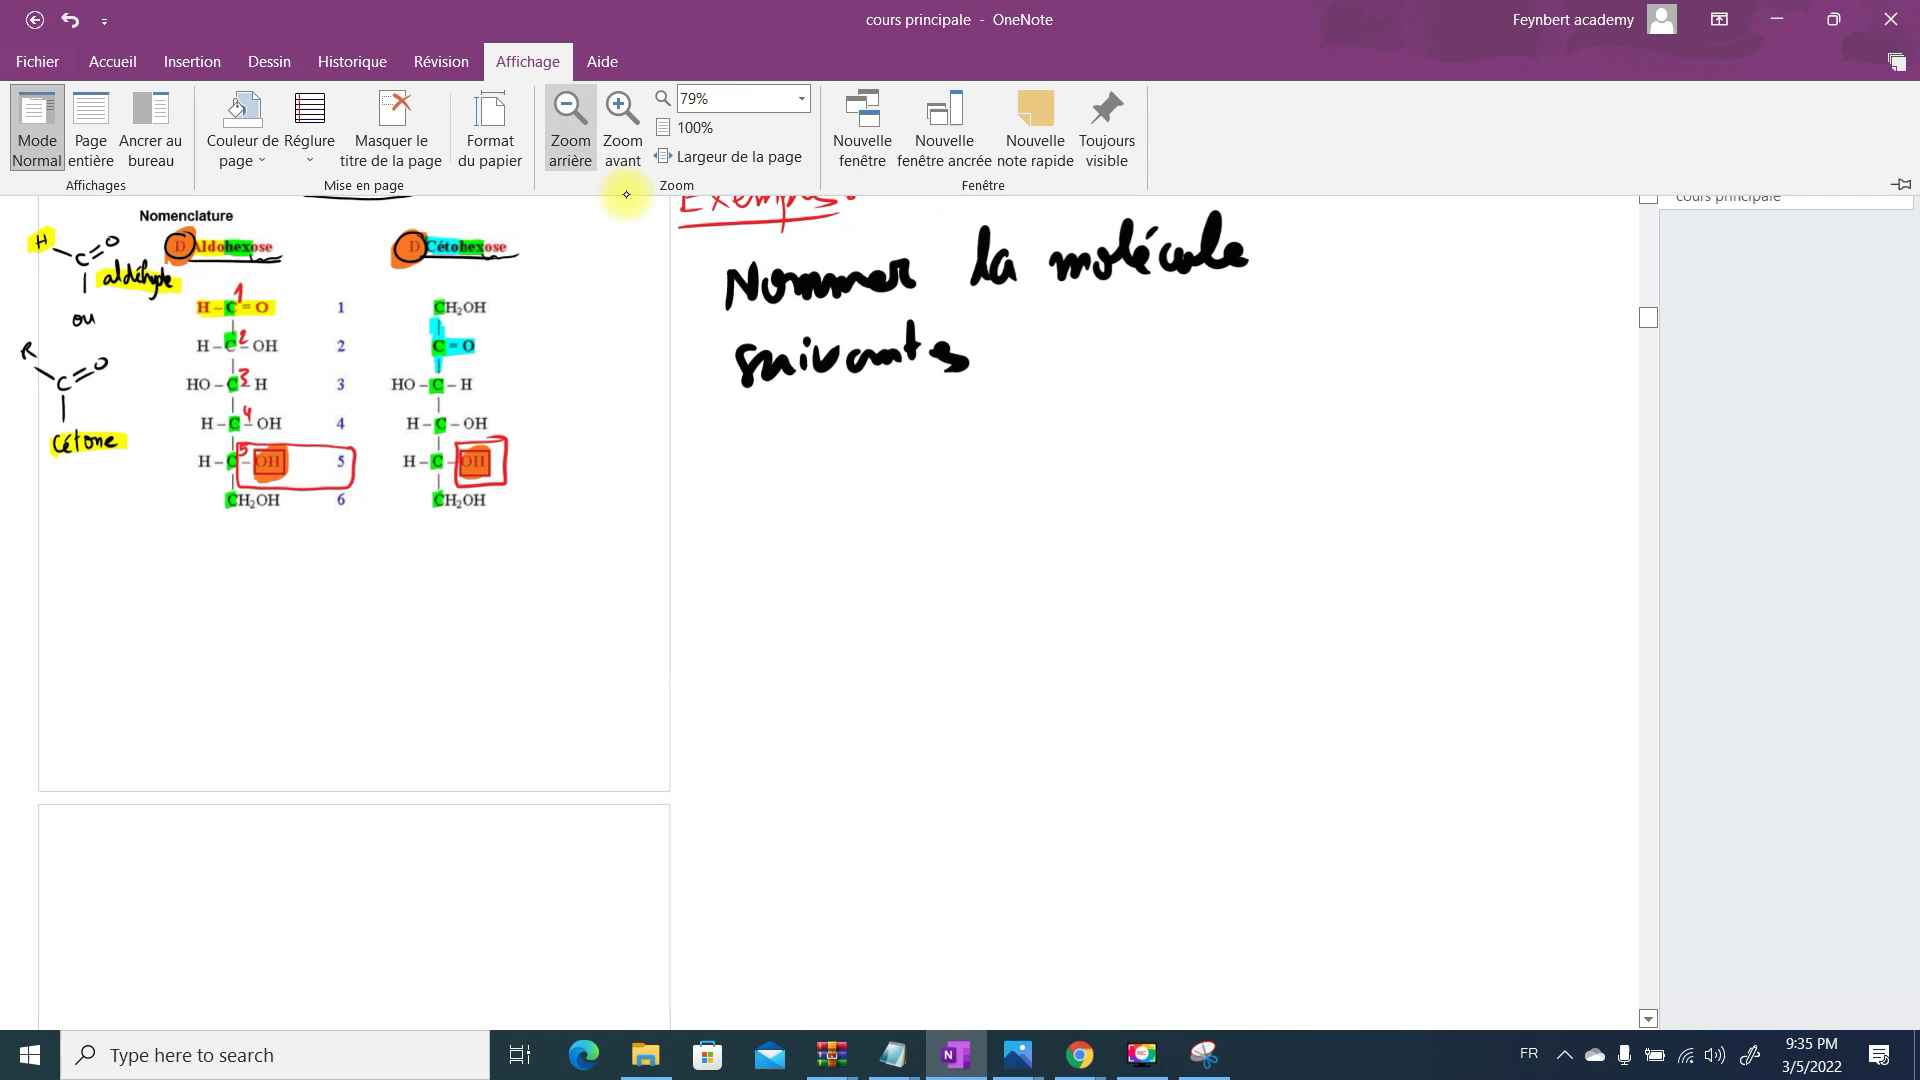 cours principale - OneNote
Feynbert academy
Fichier Accueil Insertion Dessin Historique Révision Affichage Aide
Mode Normal
Page entière
Ancrer au bureau
Affichages
Couleur de page
Réglure
Masquer le titre de la page
Format du papier
Mise en page
Zoom arrière
Zoom avant
79%
100%
Largeur de la page
Zoom
Nouvelle fenêtre
Nouvelle fenêtre ancrée
Nouvelle note rapide
Toujours visible
Fenêtre
cours principale
Nomenclature
H C O
aldéhyde
ou
R C O
Cétone
D Aldohexose
D Cétohexose
H – C = O 1 1 CH₂OH
H – C – OH 2 2 C = O
HO – C – H 3 3 HO – C – H
H – C – OH 4 4 H – C – OH
H – C – OH 5 5 H – C – OH
CH₂OH 6 CH₂OH
Exemples :
Nommer la molécule
suivantes
Type here to search
FR
9:35 PM
3/5/2022